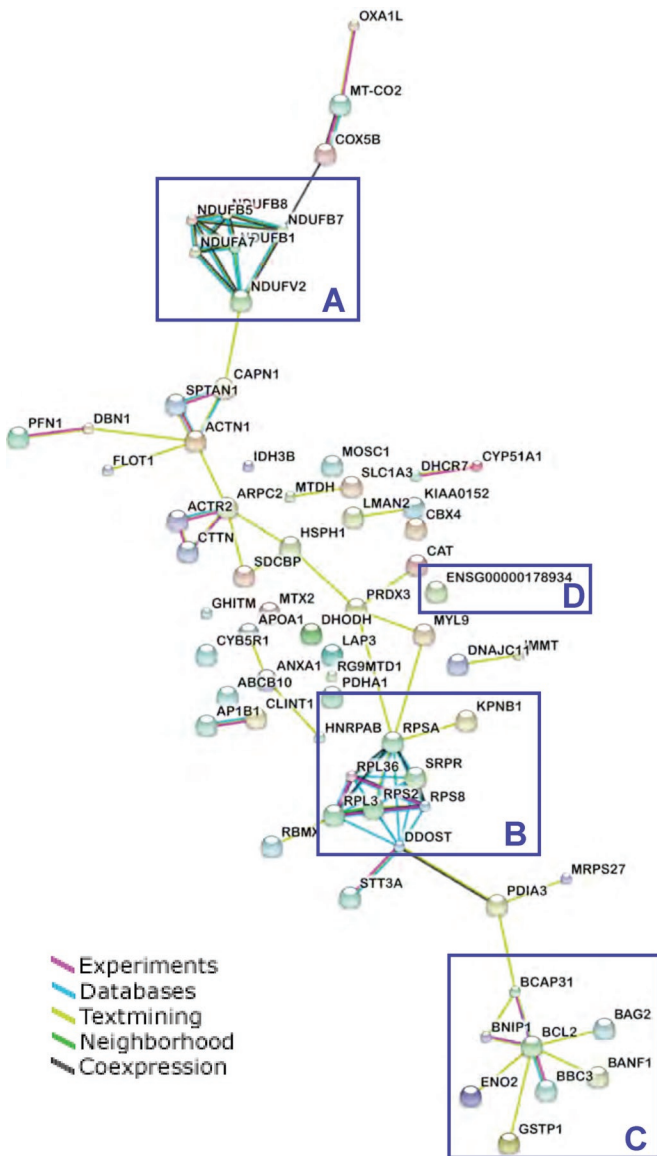 OXA1L
MT-CO2
COX5B
NDUFB8
NDUFB5
NDUFB7
NDUFB1
NDUFA7
NDUFV2
A
CAPN1
SPTAN1
PFN1
DBN1
ACTN1
FLOT1
IDH3B
MOSC1
SLC1A3
DHCR7
CYP51A1
ARPC2
MTDH
ACTR2
LMAN2
KIAA0152
CBX4
CTTN
HSPH1
SDCBP
CAT
ENSG00000178934
D
PRDX3
GHITM
MTX2
APOA1
DHODH
MYL9
CYB5R1
LAP3
DNAJC11
IMMT
ANXA1
RG9MTD1
ABCB10
PDHA1
AP1B1
CLINT1
HNRPAB
RPSA
KPNB1
RPL36
SRPR
RPL3
RPS2
RPS8
B
RBMX
DDOST
STT3A
MRPS27
PDIA3
Experiments
Databases
Textmining
Neighborhood
Coexpression
BCAP31
BNIP1
BCL2
BAG2
ENO2
BBC3
BANF1
GSTP1
C